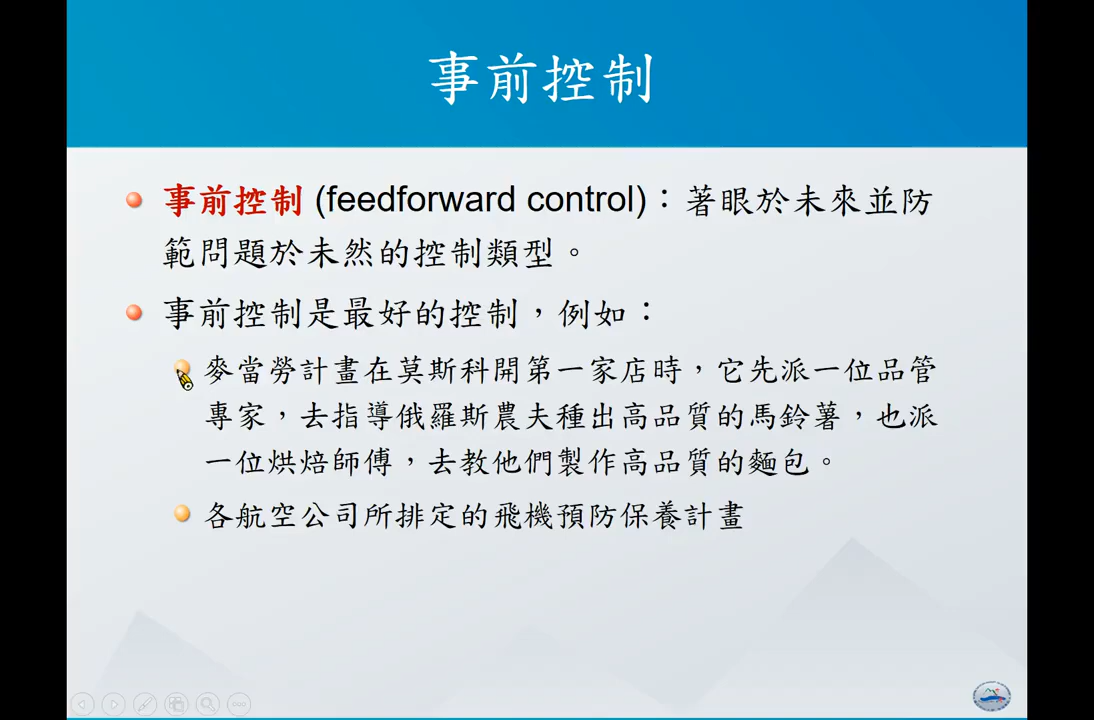 事前控制
事前控制 (feedforward control)：著眼於未來並防
範問題於未然的控制類型。
事前控制是最好的控制，例如：
麥當勞計畫在莫斯科開第一家店時，它先派一位品管
專家，去指導俄羅斯農夫種出高品質的馬鈴薯，也派
一位烘焙師傅，去教他們製作高品質的麵包。
各航空公司所排定的飛機預防保養計畫